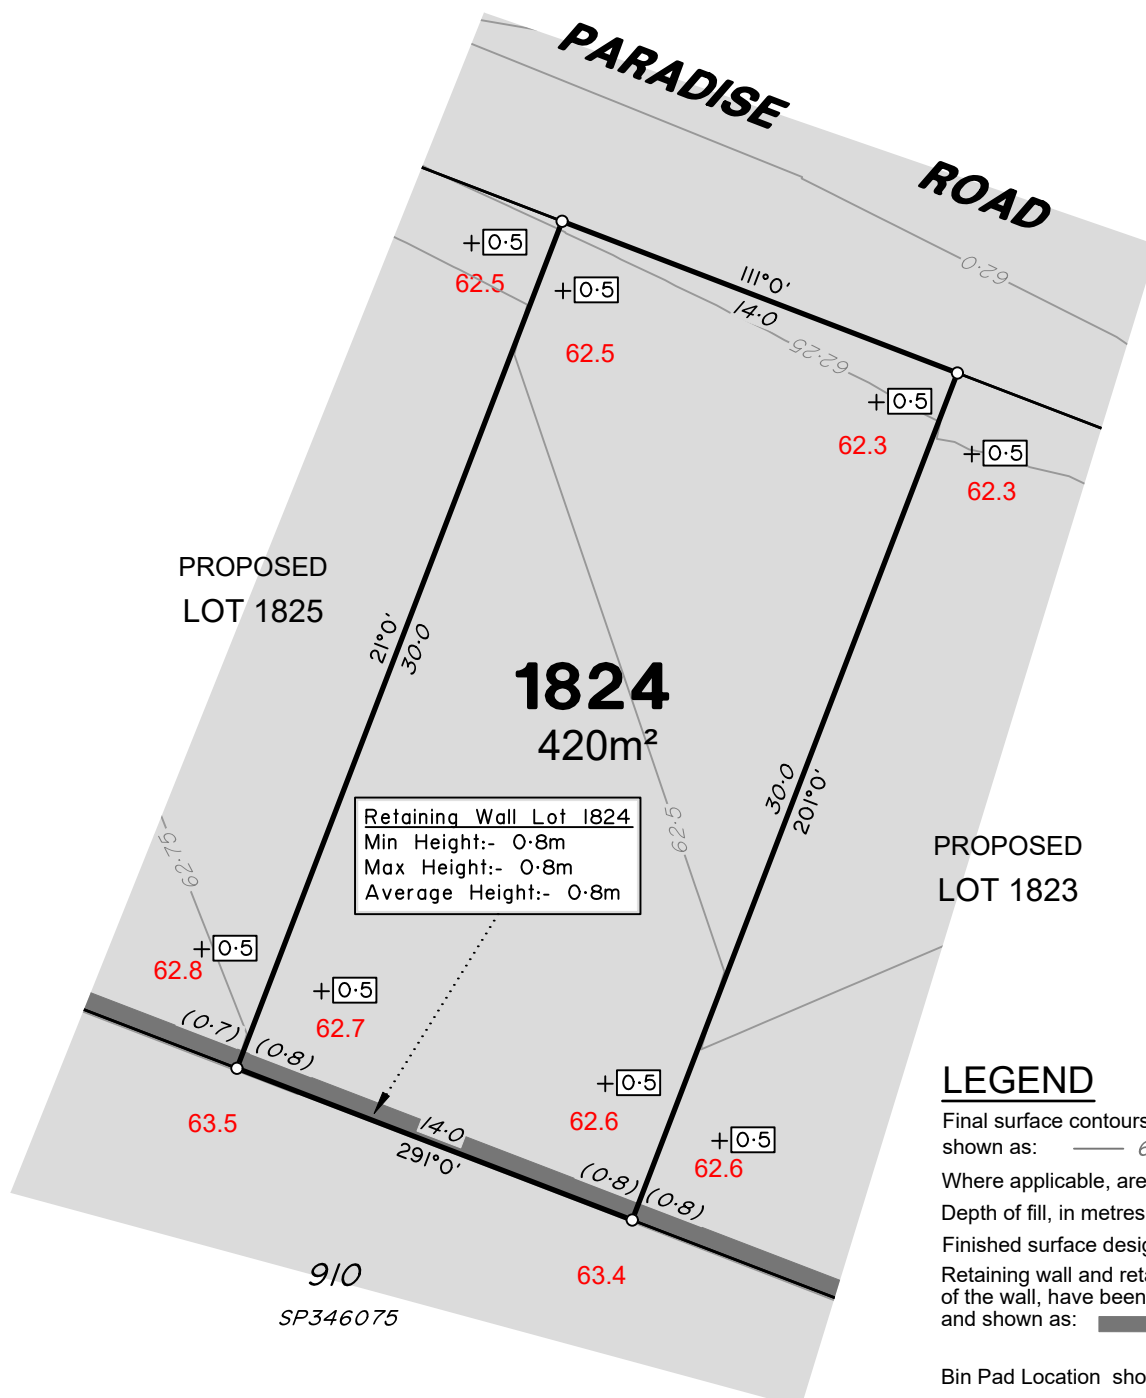 PARADISE
ROAD
62·0
0·5
62.5
0·5
62.5
111°0'
14·0
62·25
0·5
62.3
0·5
62.3
PROPOSED
LOT 1825
21°0'
30·0
1824
420m²
30·0
201°0'
62·5
62·75
Retaining Wall Lot 1824
Min Height:- 0·8m
Max Height:- 0·8m
Average Height:- 0·8m
PROPOSED
LOT 1823
0·5
62.8
0·5
62.7
(0·7)
(0·8)
63.5
14·0
291°0'
0·5
62.6
0·5
62.6
(0·8)
(0·8)
63.4
910
SP346075
LEGEND
Final surface contours
shown as:
Where applicable, are
Depth of fill, in metres
Finished surface
Retaining wall and
of the wall, have been
and shown as:
Bin Pad Location